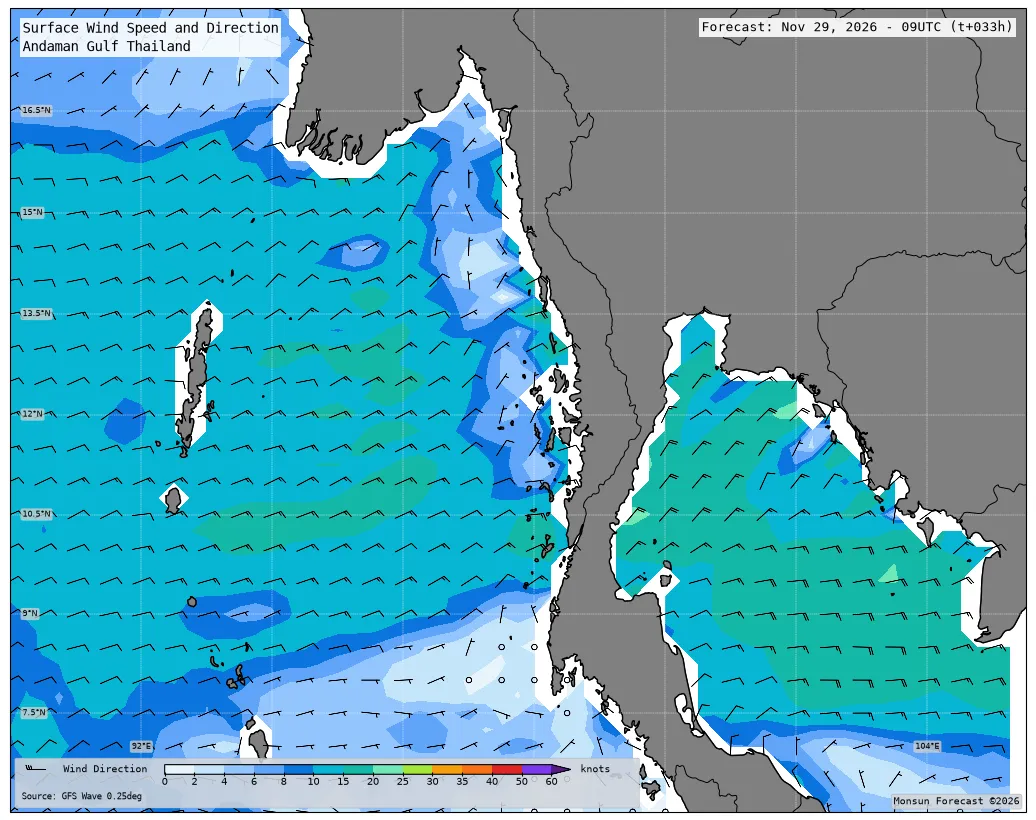 Surface Wind Speed and Direction
Andaman Gulf Thailand
Forecast: Nov 29, 2026 - 09UTC (t+033h)
16.5°N
15°N
13.5°N
12°N
10.5°N
9°N
7.5°N
92°E
104°E
Wind Direction
0 2 4 6 8 10 15 20 25 30 35 40 50 60 knots
Source: GFS Wave 0.25deg
Monsun Forecast ©2026